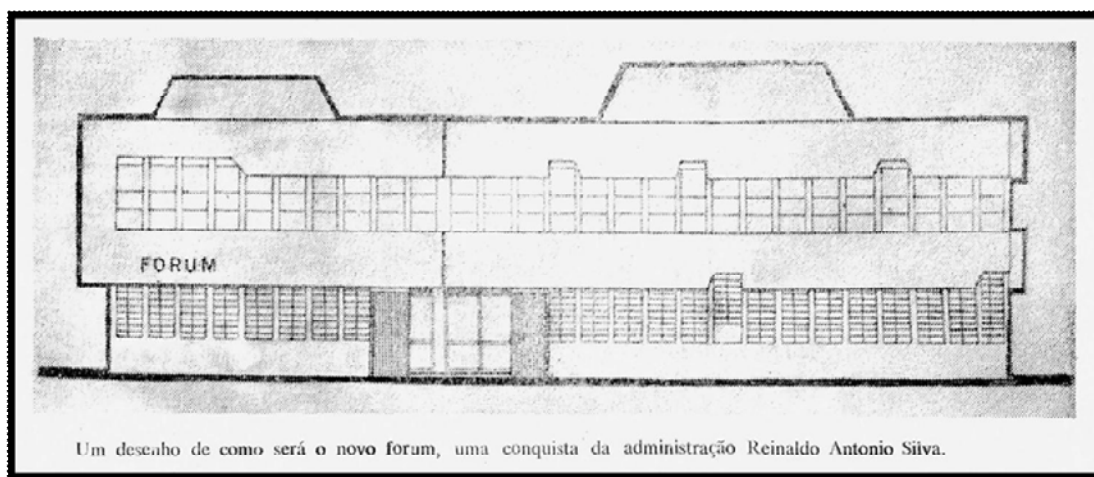 FORUM
Um desenho de como será o novo forum, uma conquista da administração Reinaldo Antonio Silva.